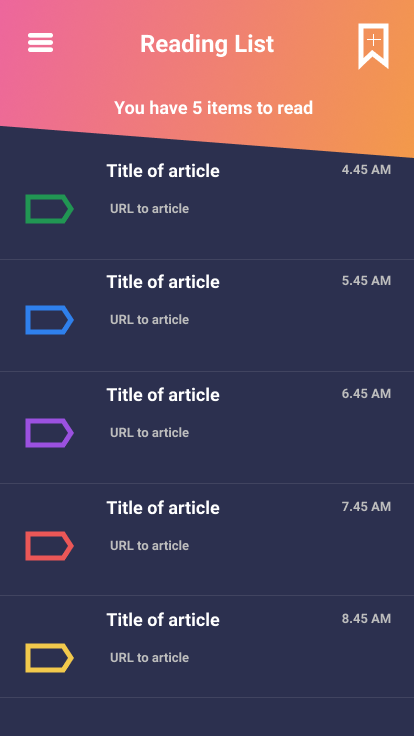 Reading List
You have 5 items to read
Title of article 4.45 AM
URL to article
Title of article 5.45 AM
URL to article
Title of article 6.45 AM
URL to article
Title of article 7.45 AM
URL to article
Title of article 8.45 AM
URL to article